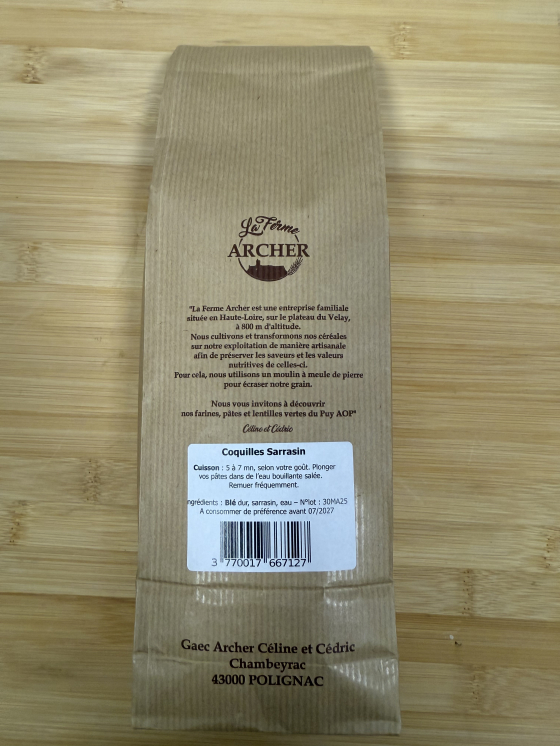 La Ferme
ARCHER
"La Ferme Archer est une entreprise familiale
située en Haute-Loire, sur le plateau du Velay,
à 800 m d'altitude.
Nous cultivons et transformons nos céréales
sur notre exploitation de manière artisanale
afin de préserver les saveurs et les valeurs
nutritives de celles-ci.
Pour cela, nous utilisons un moulin à meule de pierre
pour écraser notre grain.
Nous vous invitons à découvrir
nos farines, pâtes et lentilles vertes du Puy AOP"
Céline et Cédric
Coquilles Sarrasin
Cuisson : 5 à 7 mn, selon votre goût. Plonger
vos pâtes dans de l'eau bouillante salée.
Remuer fréquemment.
ngrédients : Blé dur, sarrasin, eau – N°lot : 30MA25
A consommer de préférence avant 07/2027
3 770017 667127
Gaec Archer Céline et Cédric
Chambeyrac
43000 POLIGNAC